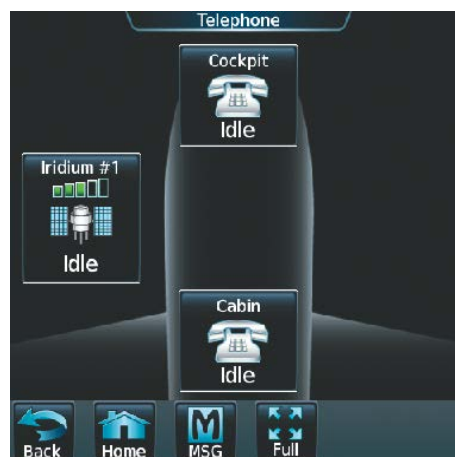 Telephone
Cockpit
Idle
Iridium #1
Idle
Cabin
Idle
Back
Home
MSG
Full